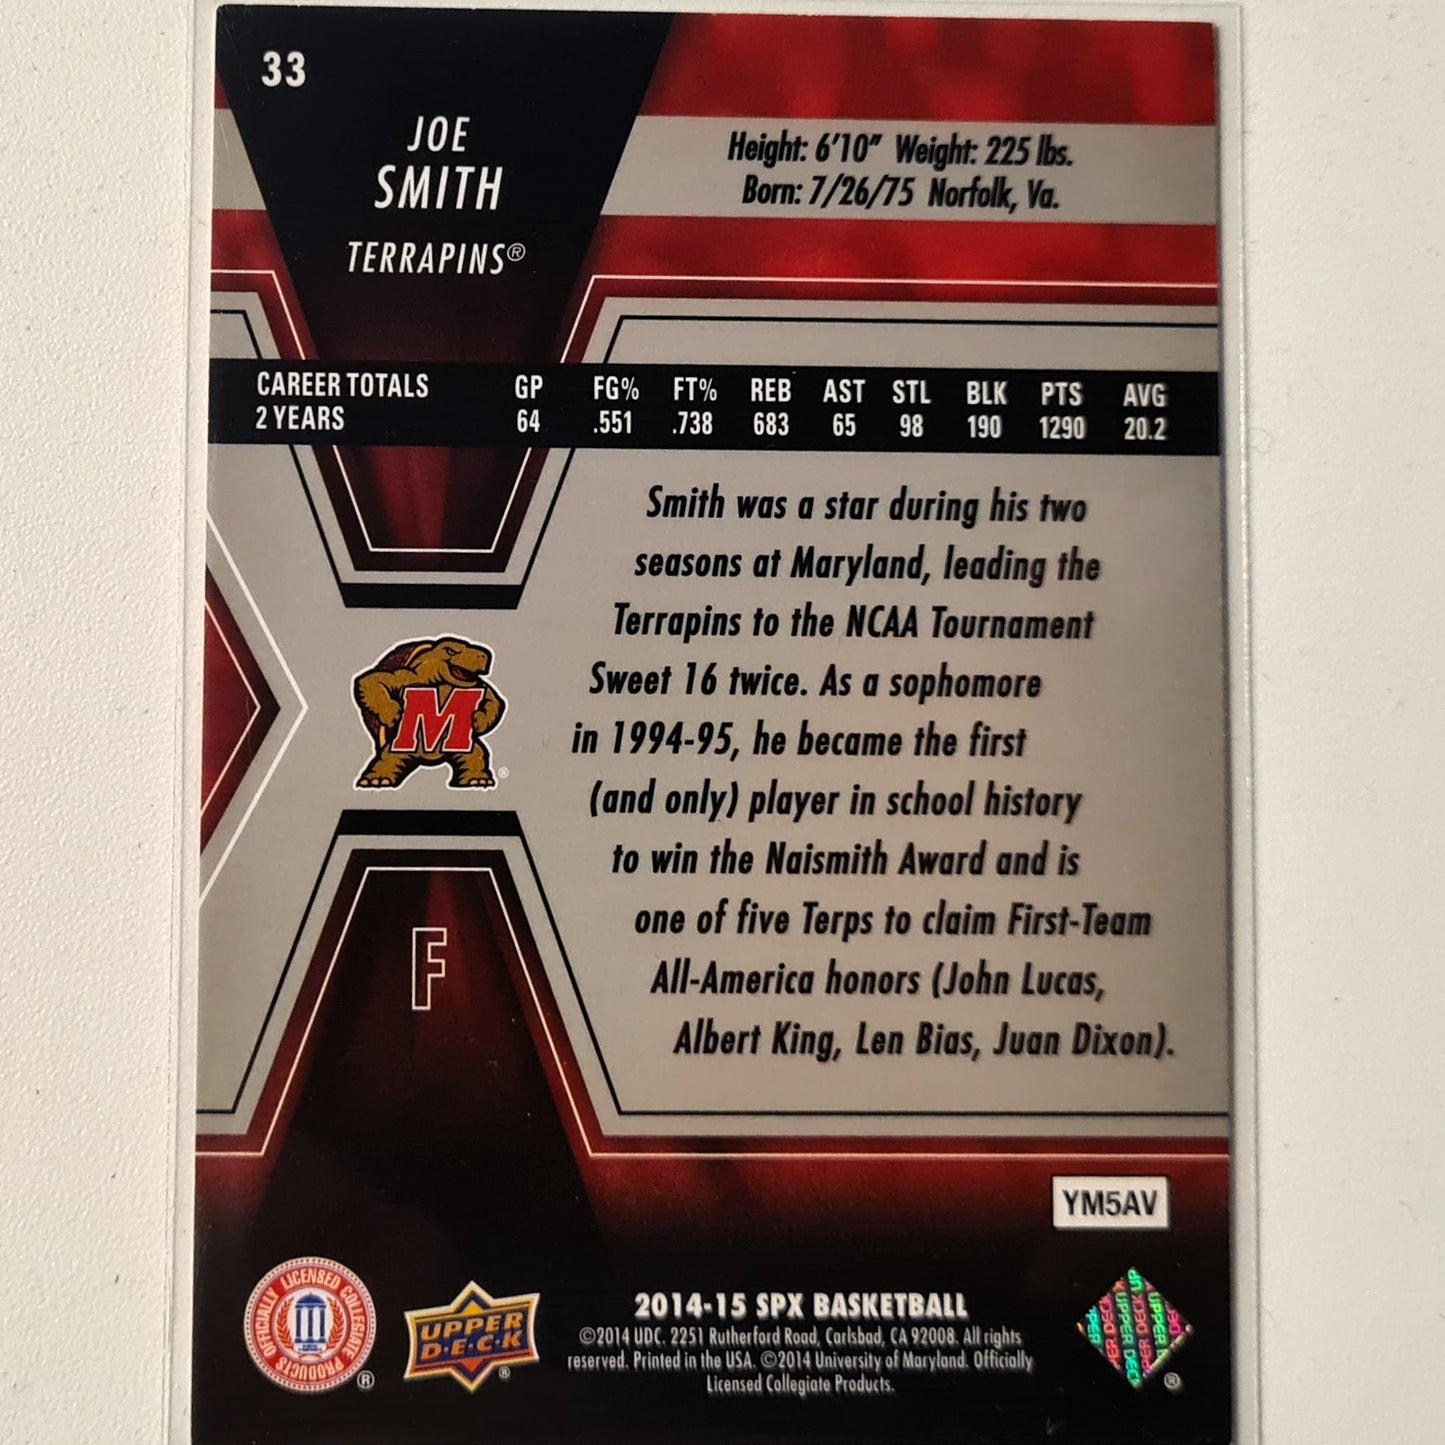 33
JOE
SMITH
TERRAPINS®
Height: 6'10" Weight: 225 lbs.
Born: 7/26/75 Norfolk, Va.
CAREER TOTALS GP FG% FT% REB AST STL BLK PTS AVG
2 YEARS 64 .551 .738 683 65 98 190 1290 20.2
Smith was a star during his two
seasons at Maryland, leading the
Terrapins to the NCAA Tournament
Sweet 16 twice. As a sophomore
in 1994-95, he became the first
(and only) player in school history
to win the Naismith Award and is
one of five Terps to claim First-Team
All-America honors (John Lucas,
Albert King, Len Bias, Juan Dixon).
M
®
F
YM5AV
OFFICIALLY LICENSED COLLEGIATE PRODUCTS
®
UPPER
D·E·C·K
®
2014-15 SPX BASKETBALL
©2014 UDC. 2251 Rutherford Road, Carlsbad, CA 92008. All rights
reserved. Printed in the USA. ©2014 University of Maryland. Officially
Licensed Collegiate Products.
UPPER DECK
®